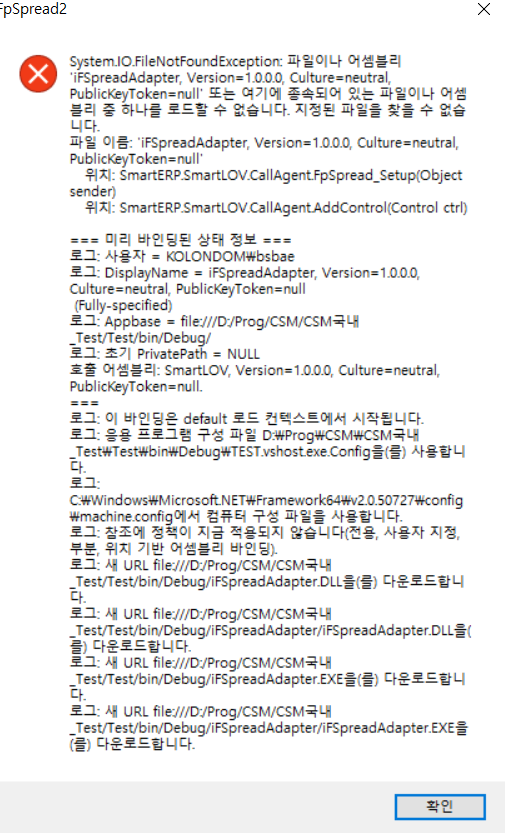 FpSpread2
System.IO.FileNotFoundException: 파일이나 어셈블리
'iFSpreadAdapter, Version=1.0.0.0, Culture=neutral,
PublicKeyToken=null' 또는 여기에 종속되어 있는 파일이나 어셈
블리 중 하나를 로드할 수 없습니다. 지정된 파일을 찾을 수 없습
니다.
파일 이름: 'iFSpreadAdapter, Version=1.0.0.0, Culture=neutral,
PublicKeyToken=null'
위치: SmartERP.SmartLOV.CallAgent.FpSpread_Setup(Object
sender)
위치: SmartERP.SmartLOV.CallAgent.AddControl(Control ctrl)
=== 미리 바인딩된 상태 정보 ===
로그: 사용자 = KOLONDOM₩bsbae
로그: DisplayName = iFSpreadAdapter, Version=1.0.0.0,
Culture=neutral, PublicKeyToken=null
(Fully-specified)
로그: Appbase = file:///D:/Prog/CSM/CSM국내
_Test/Test/bin/Debug/
로그: 초기 PrivatePath = NULL
호출 어셈블리: SmartLOV, Version=1.0.0.0, Culture=neutral,
PublicKeyToken=null.
===
로그: 이 바인딩은 default 로드 컨텍스트에서 시작됩니다.
로그: 응용 프로그램 구성 파일 D:₩Prog₩CSM₩CSM국내
_Test₩Test₩bin₩Debug₩TEST.vshost.exe.Config을(를) 사용합니
다.
로그:
C:₩Windows₩Microsoft.NET₩Framework64₩v2.0.50727₩config
₩machine.config에서 컴퓨터 구성 파일을 사용합니다.
로그: 참조에 정책이 지금 적용되지 않습니다(전용, 사용자 지정,
부분, 위치 기반 어셈블리 바인딩).
로그: 새 URL file:///D:/Prog/CSM/CSM국내
_Test/Test/bin/Debug/iFSpreadAdapter.DLL을(를) 다운로드합니
다.
로그: 새 URL file:///D:/Prog/CSM/CSM국내
_Test/Test/bin/Debug/iFSpreadAdapter/iFSpreadAdapter.DLL을(
를) 다운로드합니다.
로그: 새 URL file:///D:/Prog/CSM/CSM국내
_Test/Test/bin/Debug/iFSpreadAdapter.EXE을(를) 다운로드합니
다.
로그: 새 URL file:///D:/Prog/CSM/CSM국내
_Test/Test/bin/Debug/iFSpreadAdapter/iFSpreadAdapter.EXE을
(를) 다운로드합니다.
확인